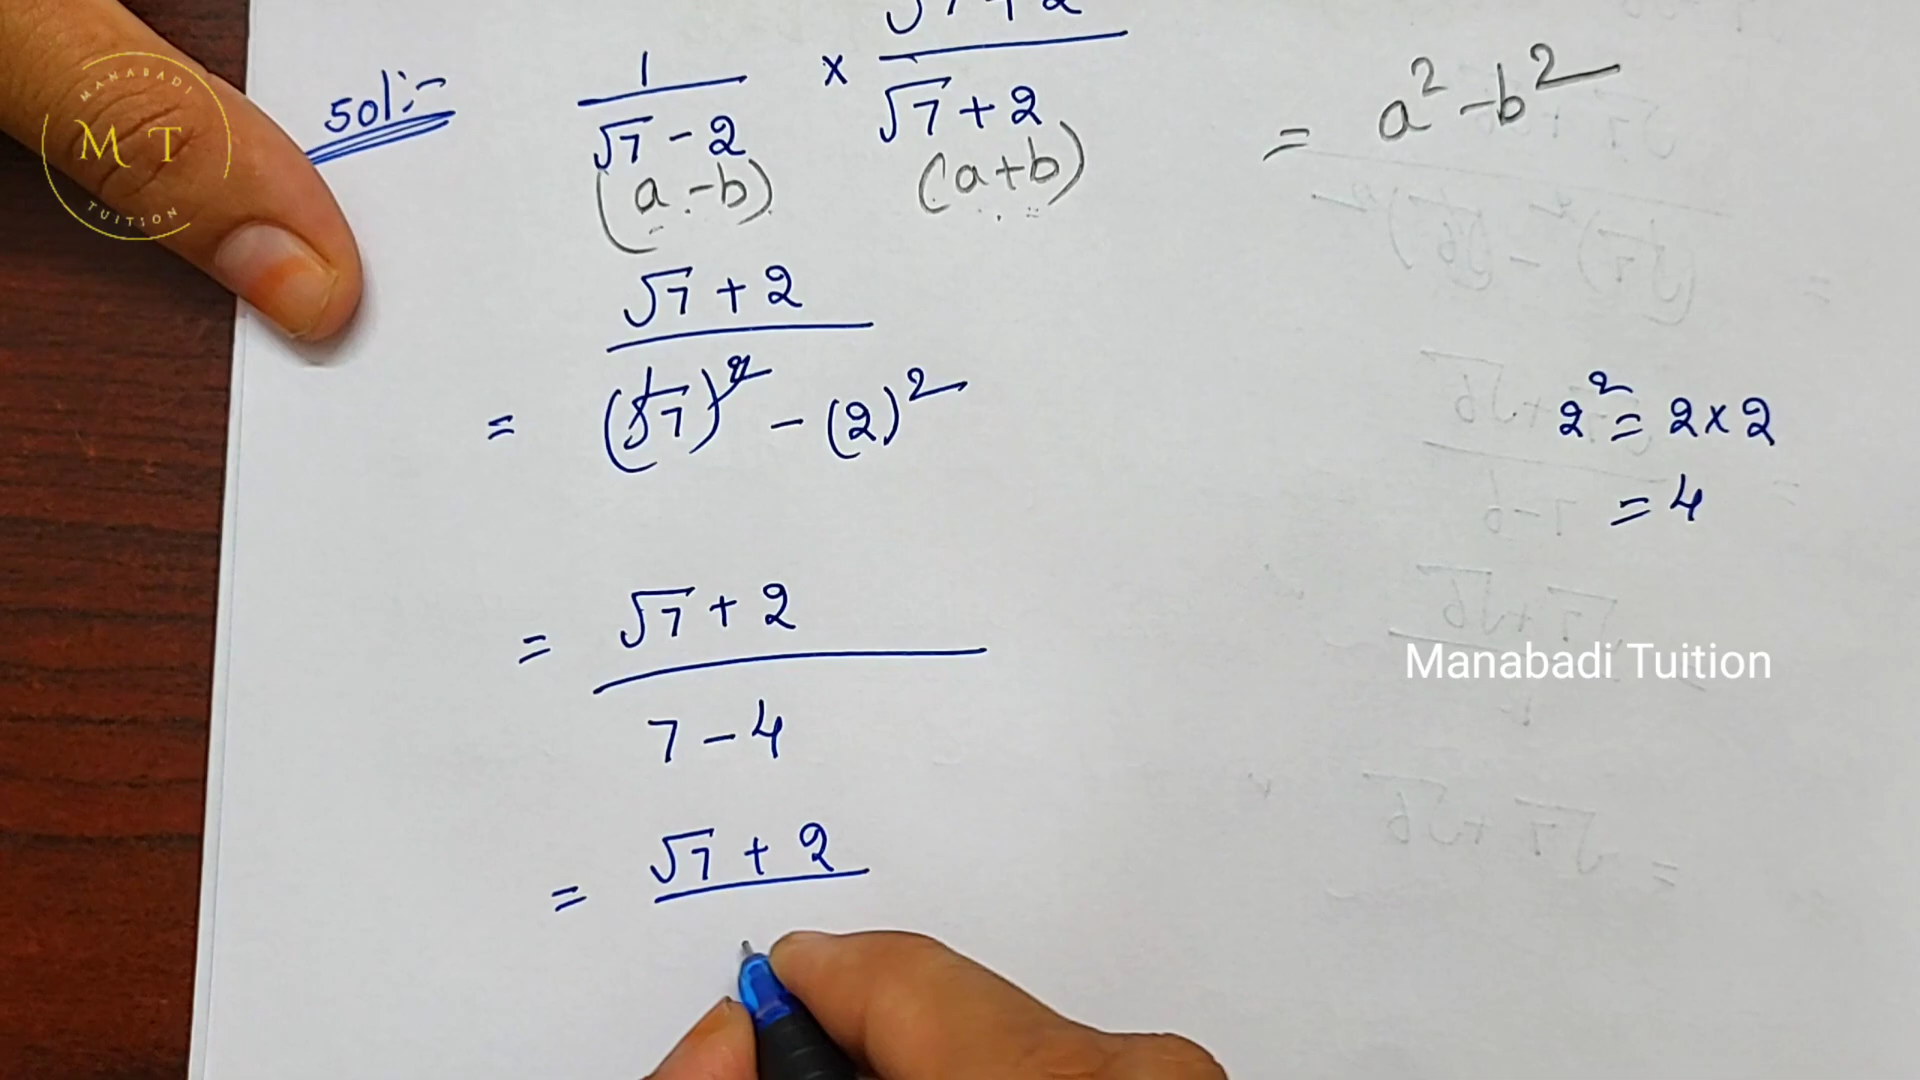 MANABADI
MT
TUITION
Sol:-
1/(√7 - 2) × (√7 + 2)/(√7 + 2)
(a - b) (a + b) = a² - b²
= (√7 + 2)/((√7)² - (2)²)
2² = 2 × 2
= 4
= (√7 + 2)/(7 - 4)
Manabadi Tuition
= √7 + 2